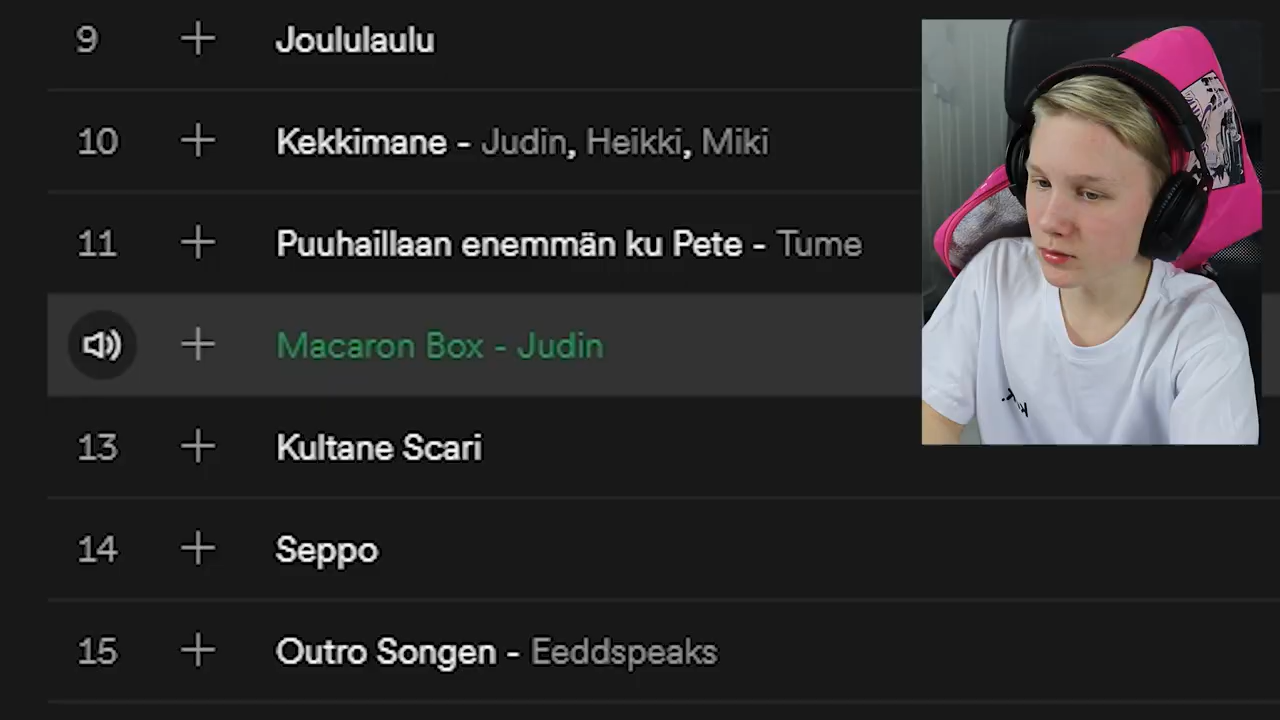 9 + Joululaulu
10 + Kekkimane - Judin, Heikki, Miki
11 + Puuhaillaan enemmän ku Pete - Tume
+ Macaron Box - Judin
13 + Kultane Scari
14 + Seppo
15 + Outro Songen - Eeddspeaks